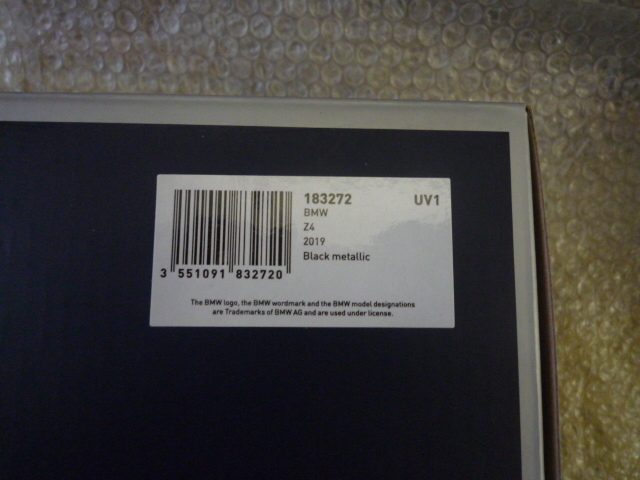 183272 UV1
BMW
Z4
2019
Black metallic
3 551091 832720
The BMW logo, the BMW wordmark and the BMW model designations
are Trademarks of BMW AG and are used under license.